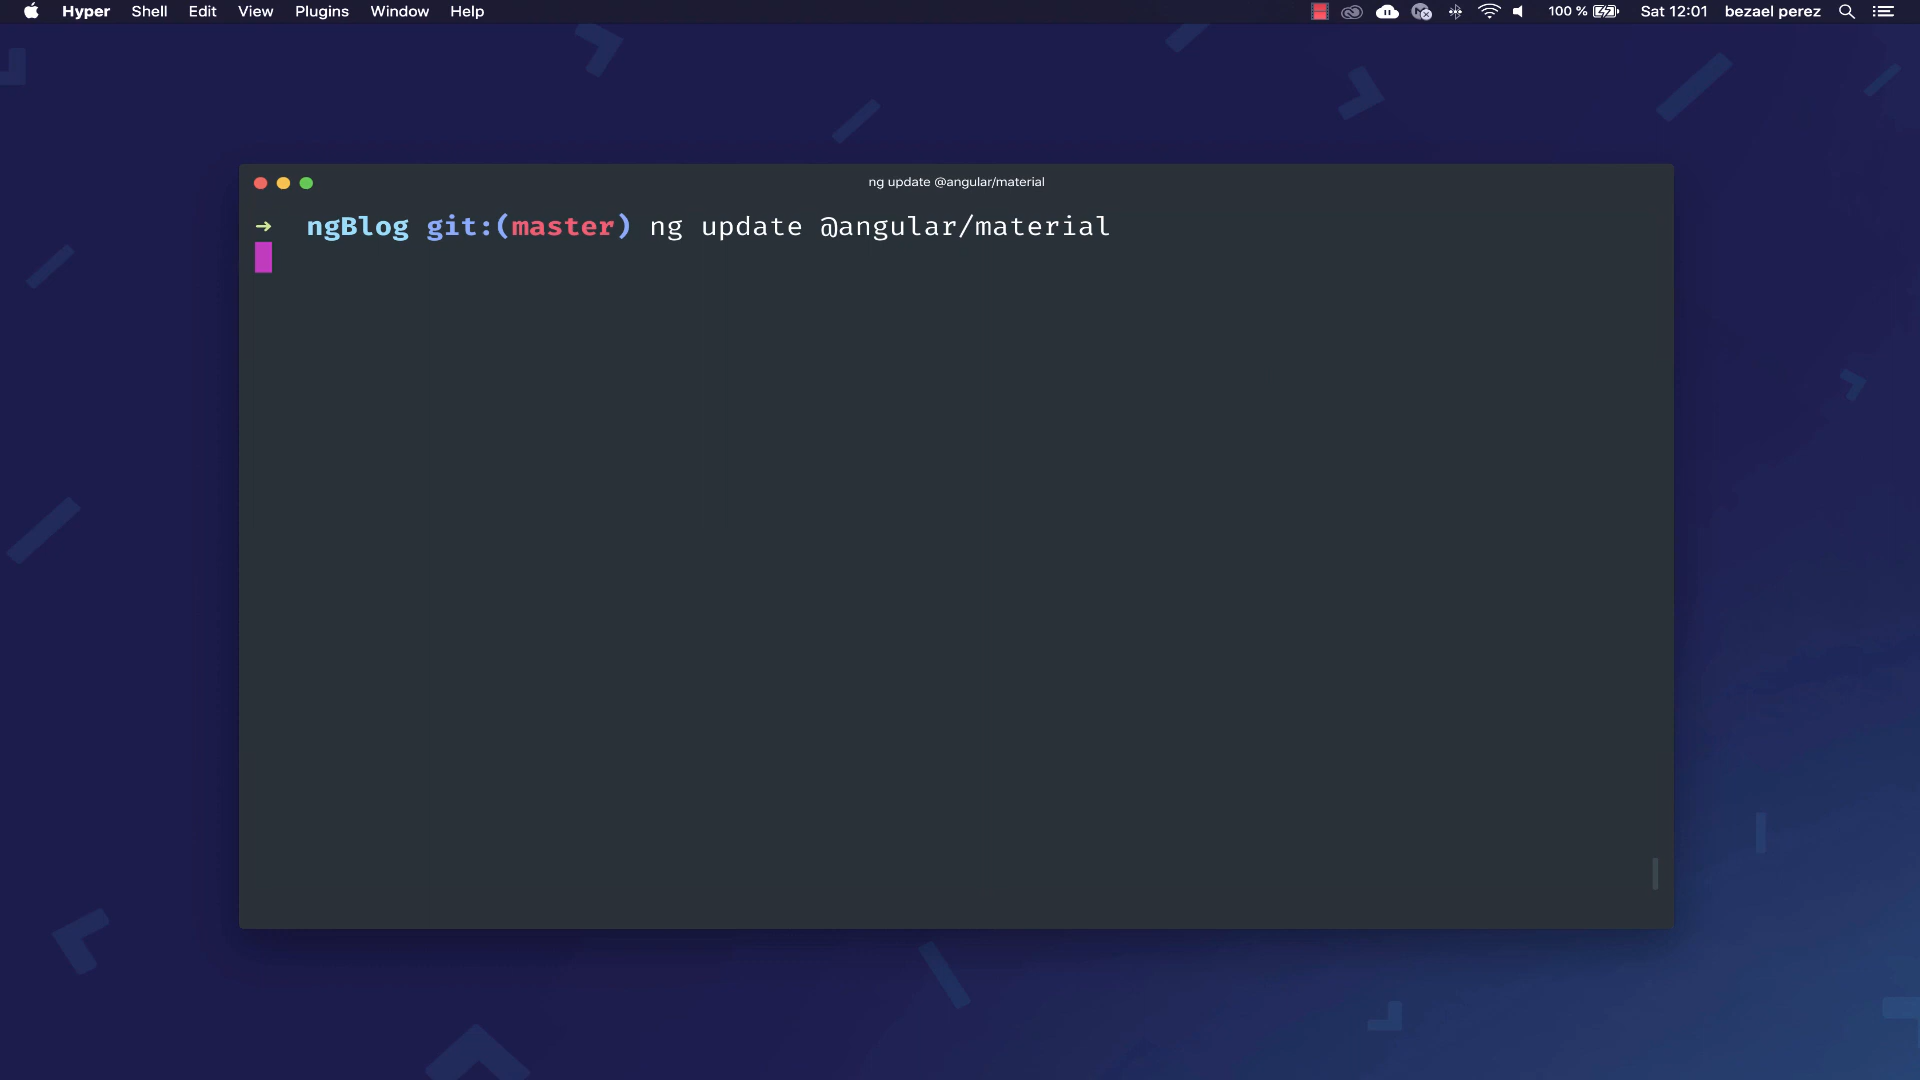 Hyper Shell Edit View Plugins Window Help 100 % Sat 12:01 bezael perez
ng update @angular/material
➜ ngBlog git:(master) ng update @angular/material